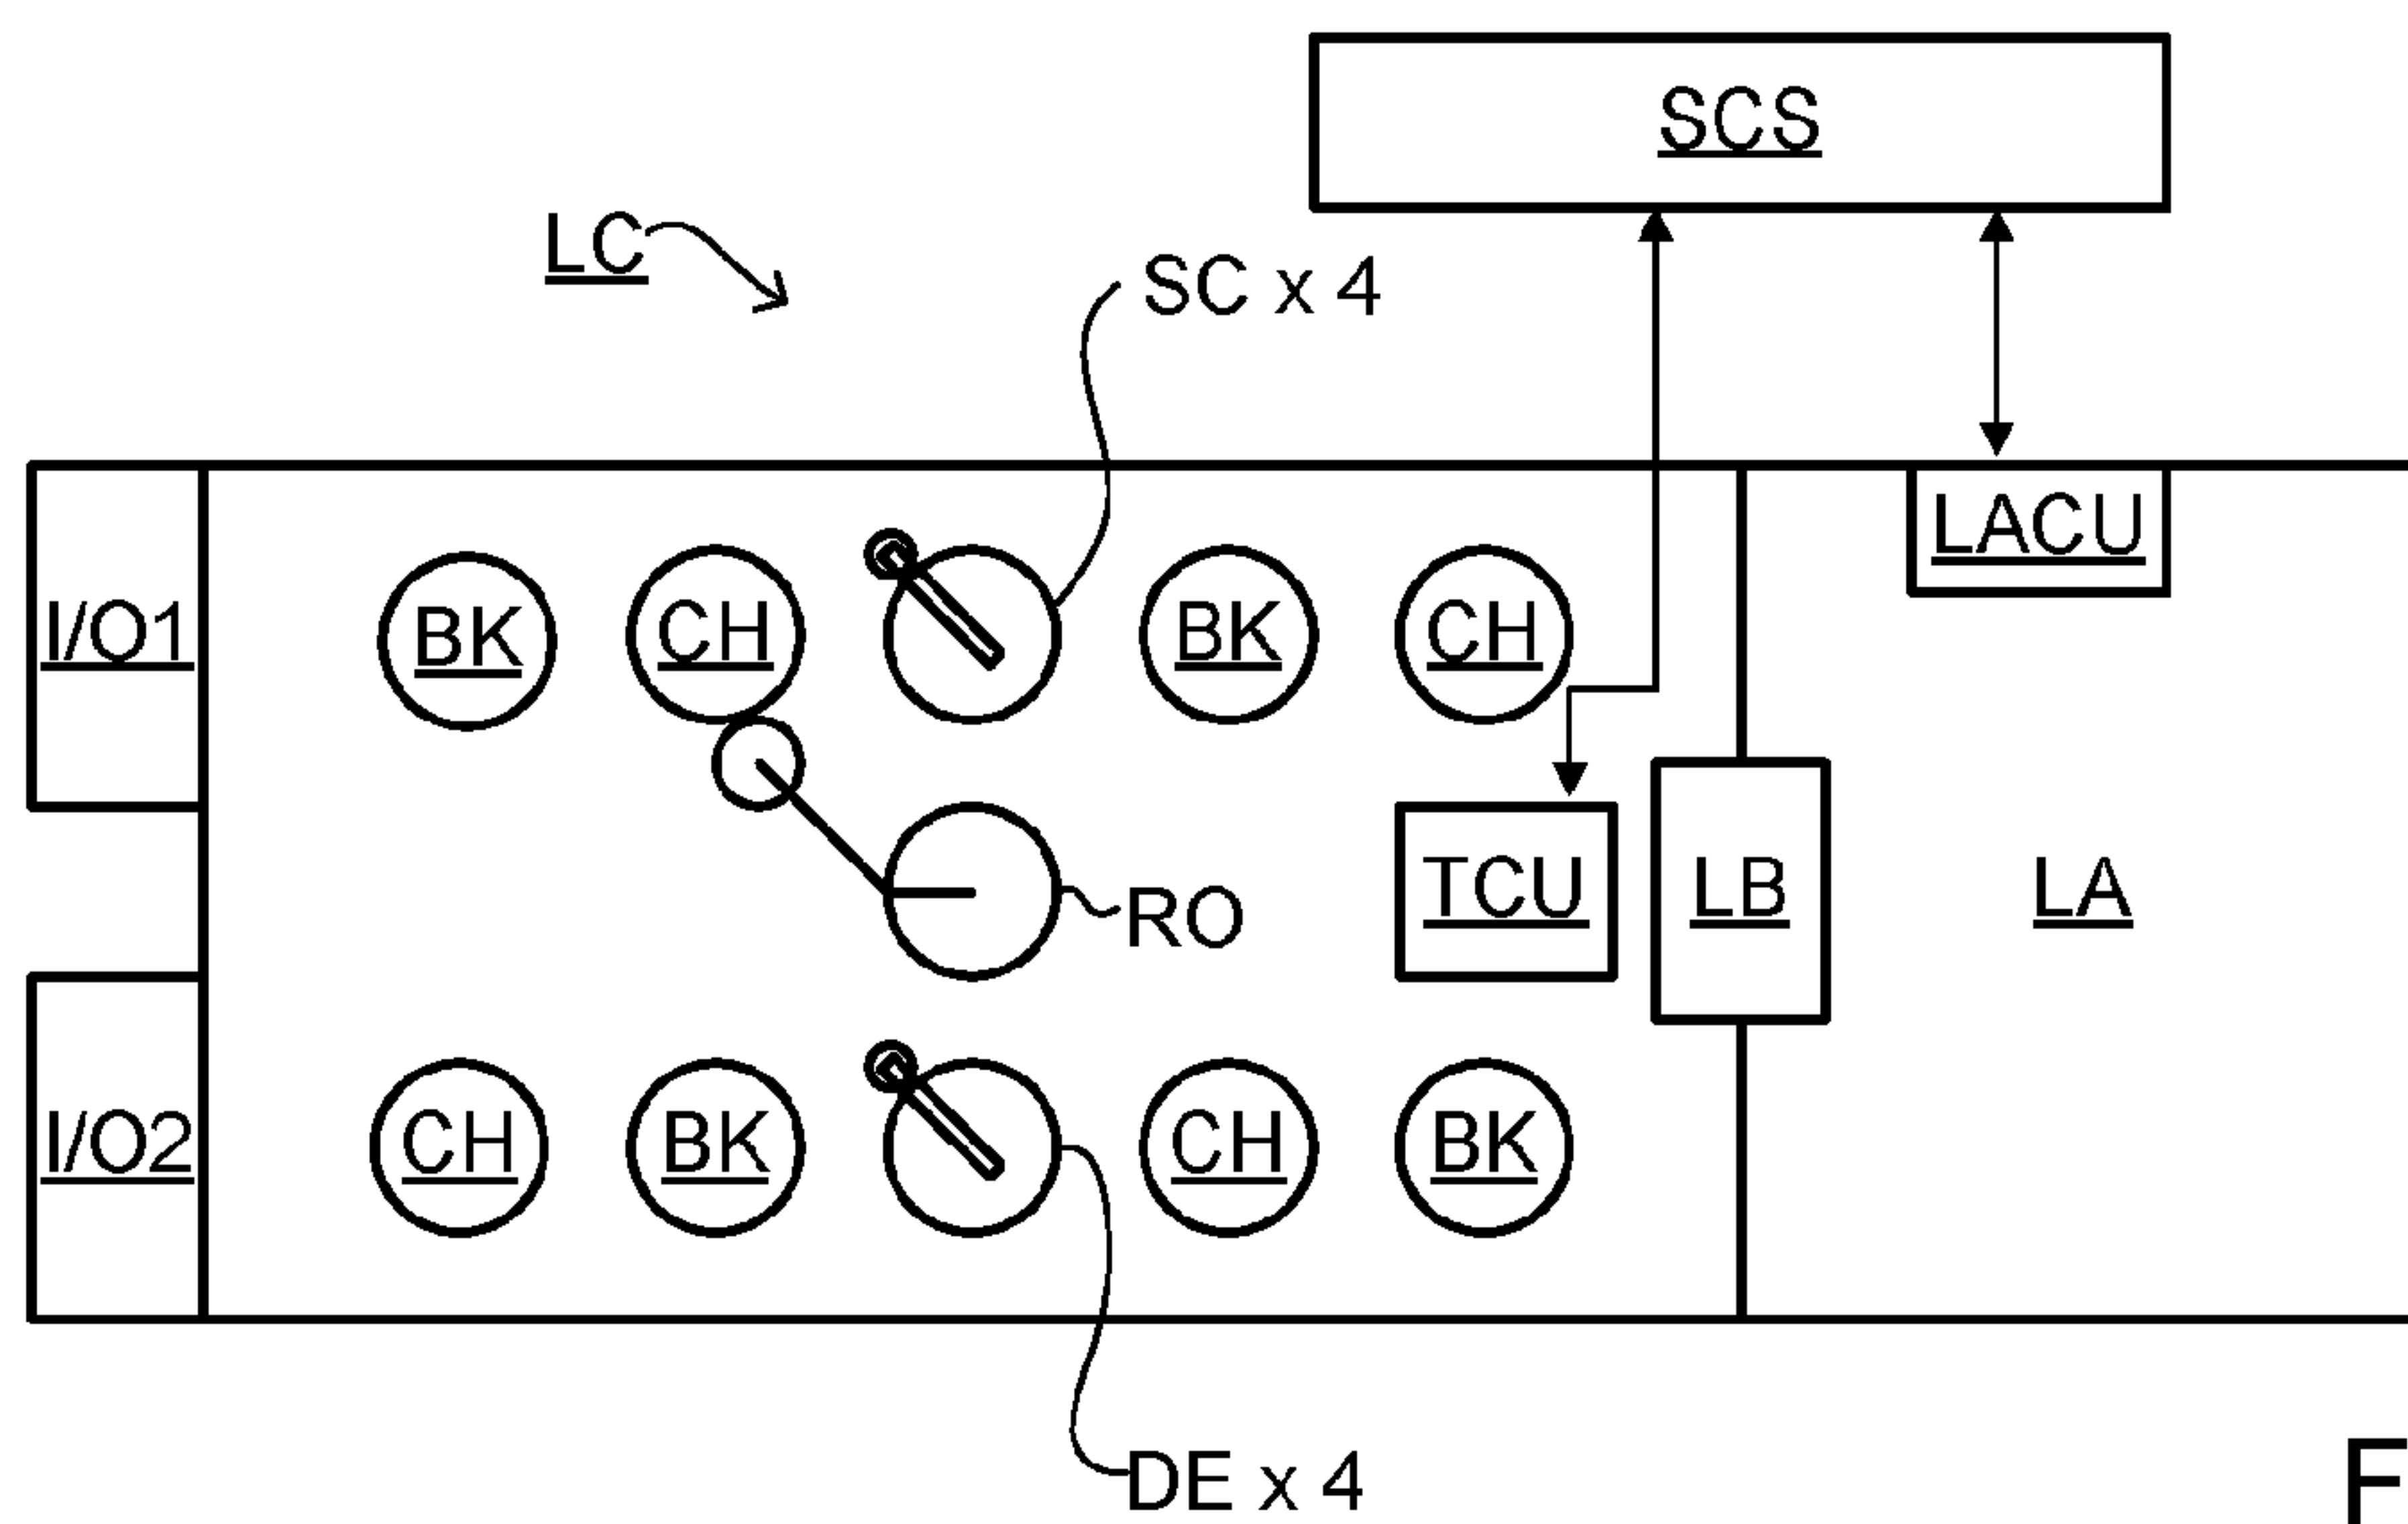 SCS
LC
SC x 4
LACU
I/O1
BK
CH
BK
CH
TCU
LB
LA
RO
I/O2
CH
BK
CH
BK
DE x 4
F